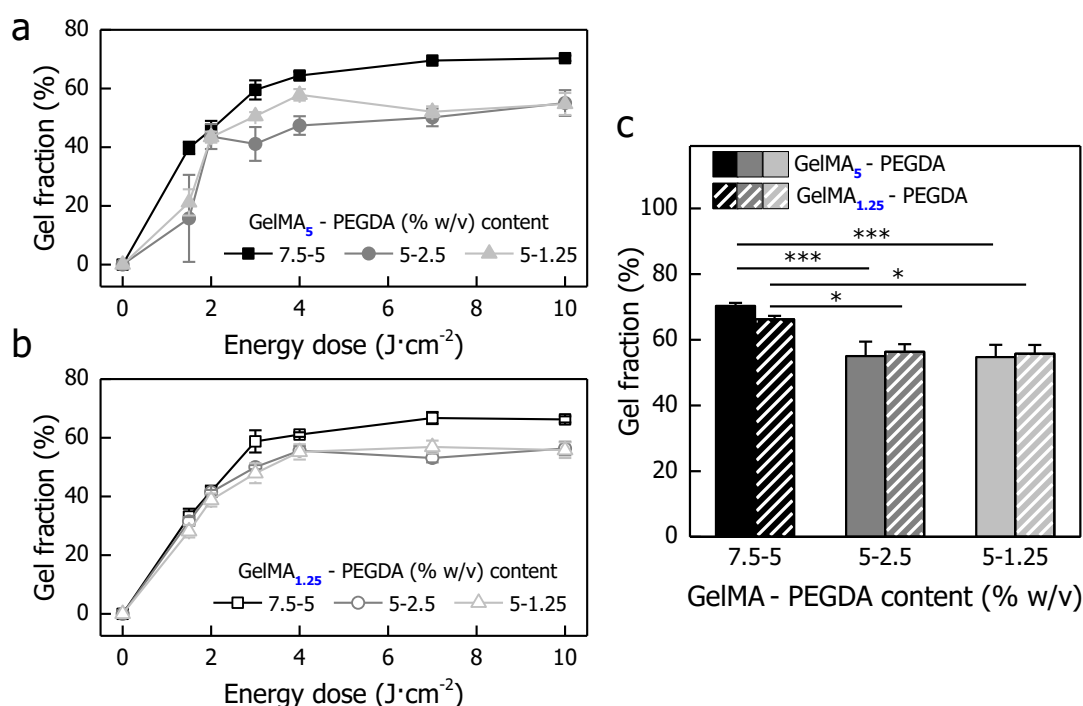 a
80
60
40
20
0
Gel fraction (%)
GelMA5 - PEGDA (% w/v) content
7.5-5 5-2.5 5-1.25
0 2 4 6 8 10
Energy dose (J·cm-2)
b
80
60
40
20
0
Gel fraction (%)
GelMA1.25 - PEGDA (% w/v) content
7.5-5 5-2.5 5-1.25
0 2 4 6 8 10
Energy dose (J·cm-2)
c
GelMA5 - PEGDA
GelMA1.25 - PEGDA
100
80
60
40
20
0
Gel fraction (%)
***
***
*
*
7.5-5 5-2.5 5-1.25
GelMA - PEGDA content (% w/v)